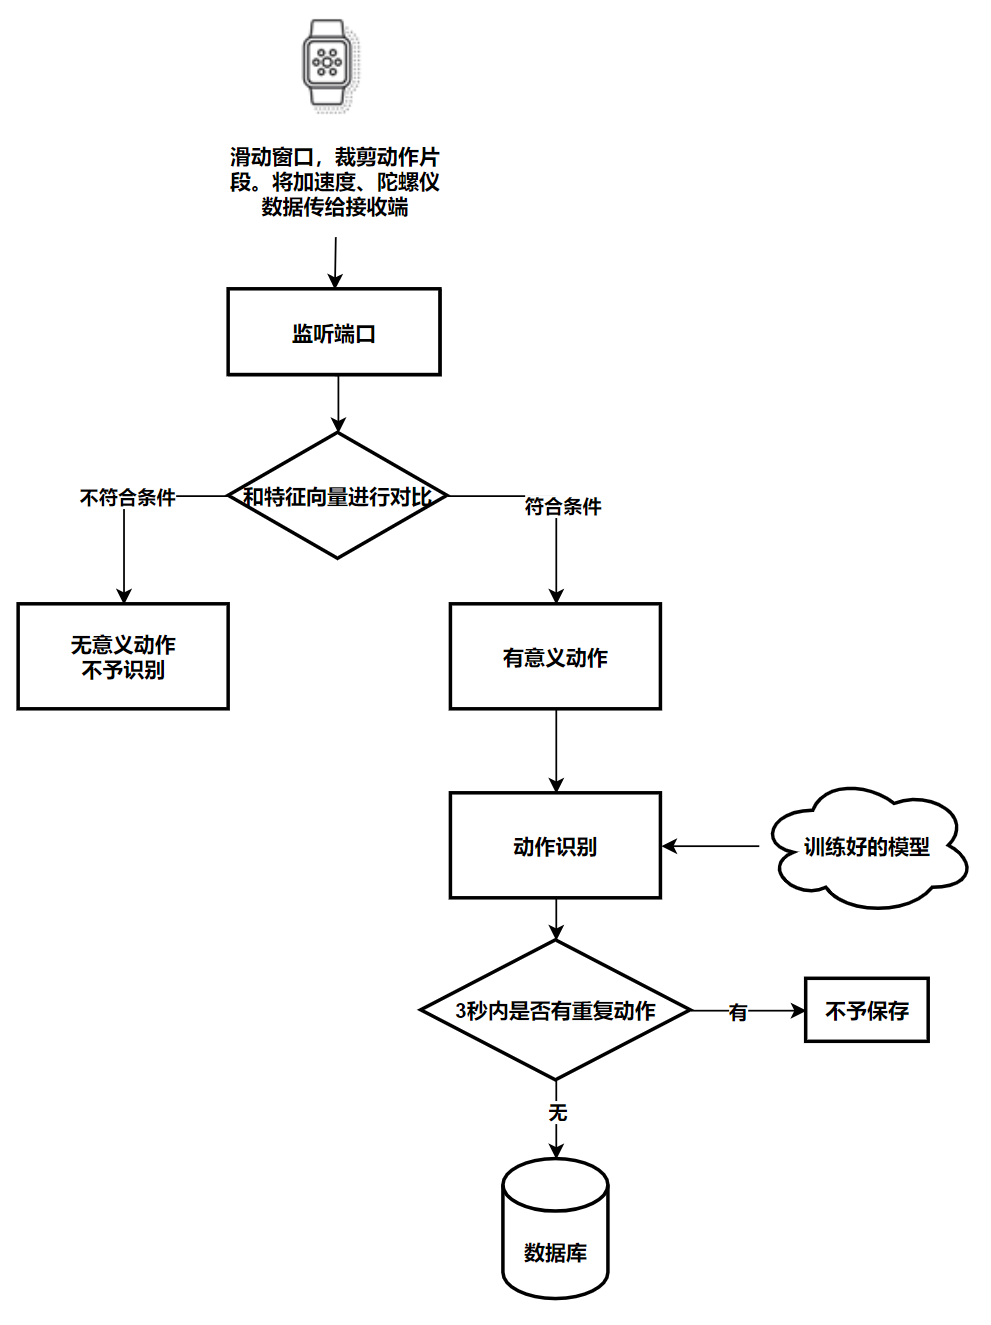 滑动窗口，裁剪动作片
段。将加速度、陀螺仪
数据传给接收端
监听端口
和特征向量进行对比
不符合条件
符合条件
无意义动作
不予识别
有意义动作
动作识别
训练好的模型
3秒内是否有重复动作
有
不予保存
无
数据库